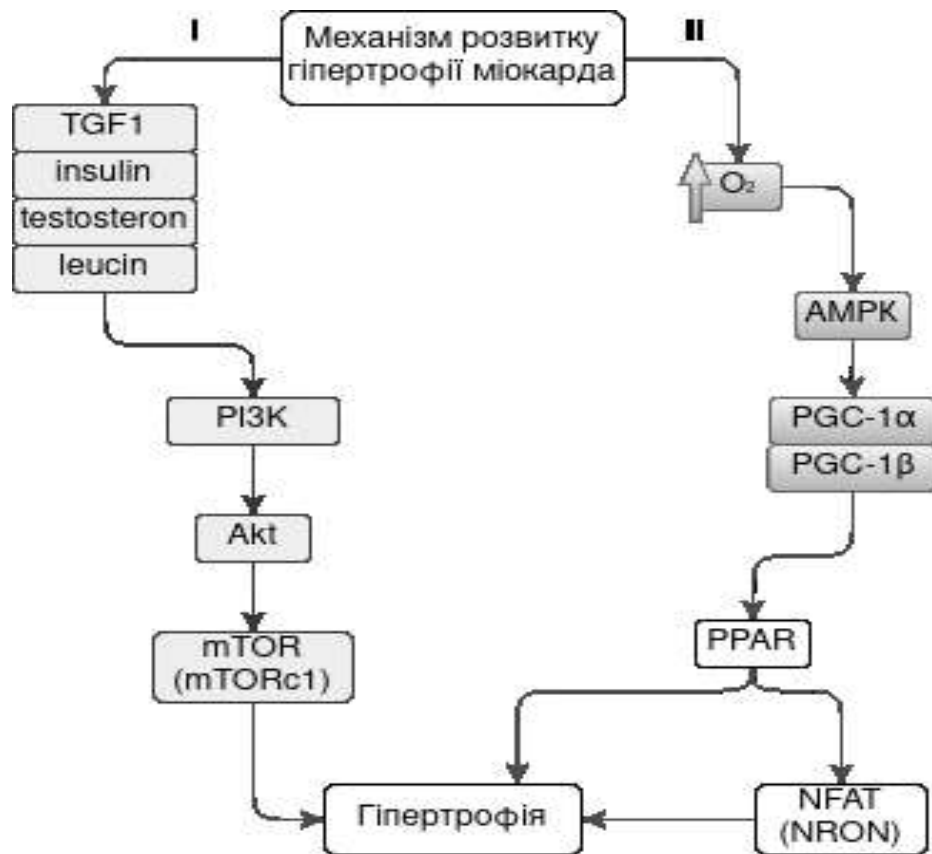 I
Механізм розвитку
гіпертрофії міокарда
II
TGF1
insulin
testosteron
leucin
PI3K
Akt
mTOR
(mTORc1)
O₂
AMPK
PGC-1α
PGC-1β
PPAR
NFAT
(NRON)
Гіпертрофія